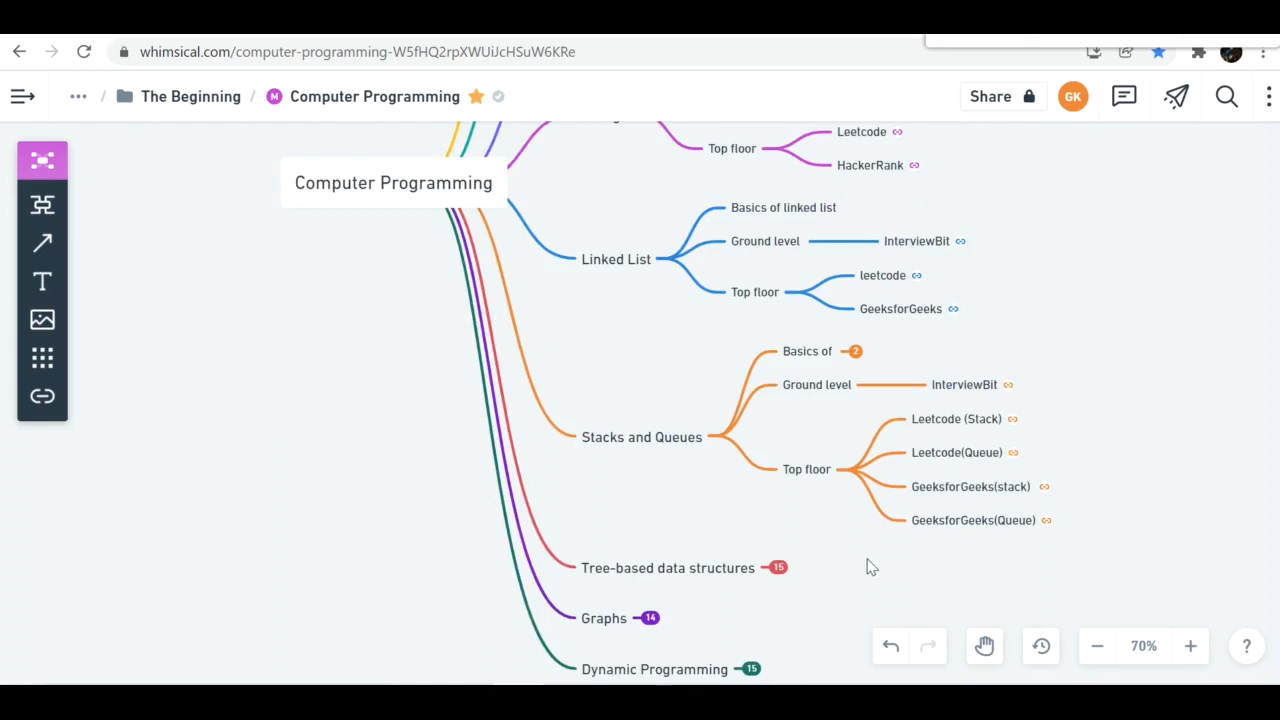 whimsical.com/computer-programming-W5fHQ2rpXWUiJcHSuW6KRe
... / The Beginning / M Computer Programming
Share
GK
Leetcode
Top floor
HackerRank
Computer Programming
Basics of linked list
Ground level
InterviewBit
Linked List
leetcode
Top floor
GeeksforGeeks
Basics of
2
Ground level
InterviewBit
Leetcode (Stack)
Stacks and Queues
Leetcode(Queue)
Top floor
GeeksforGeeks(stack)
GeeksforGeeks(Queue)
Tree-based data structures
15
Graphs
14
T
70%
?
Dynamic Programming
15